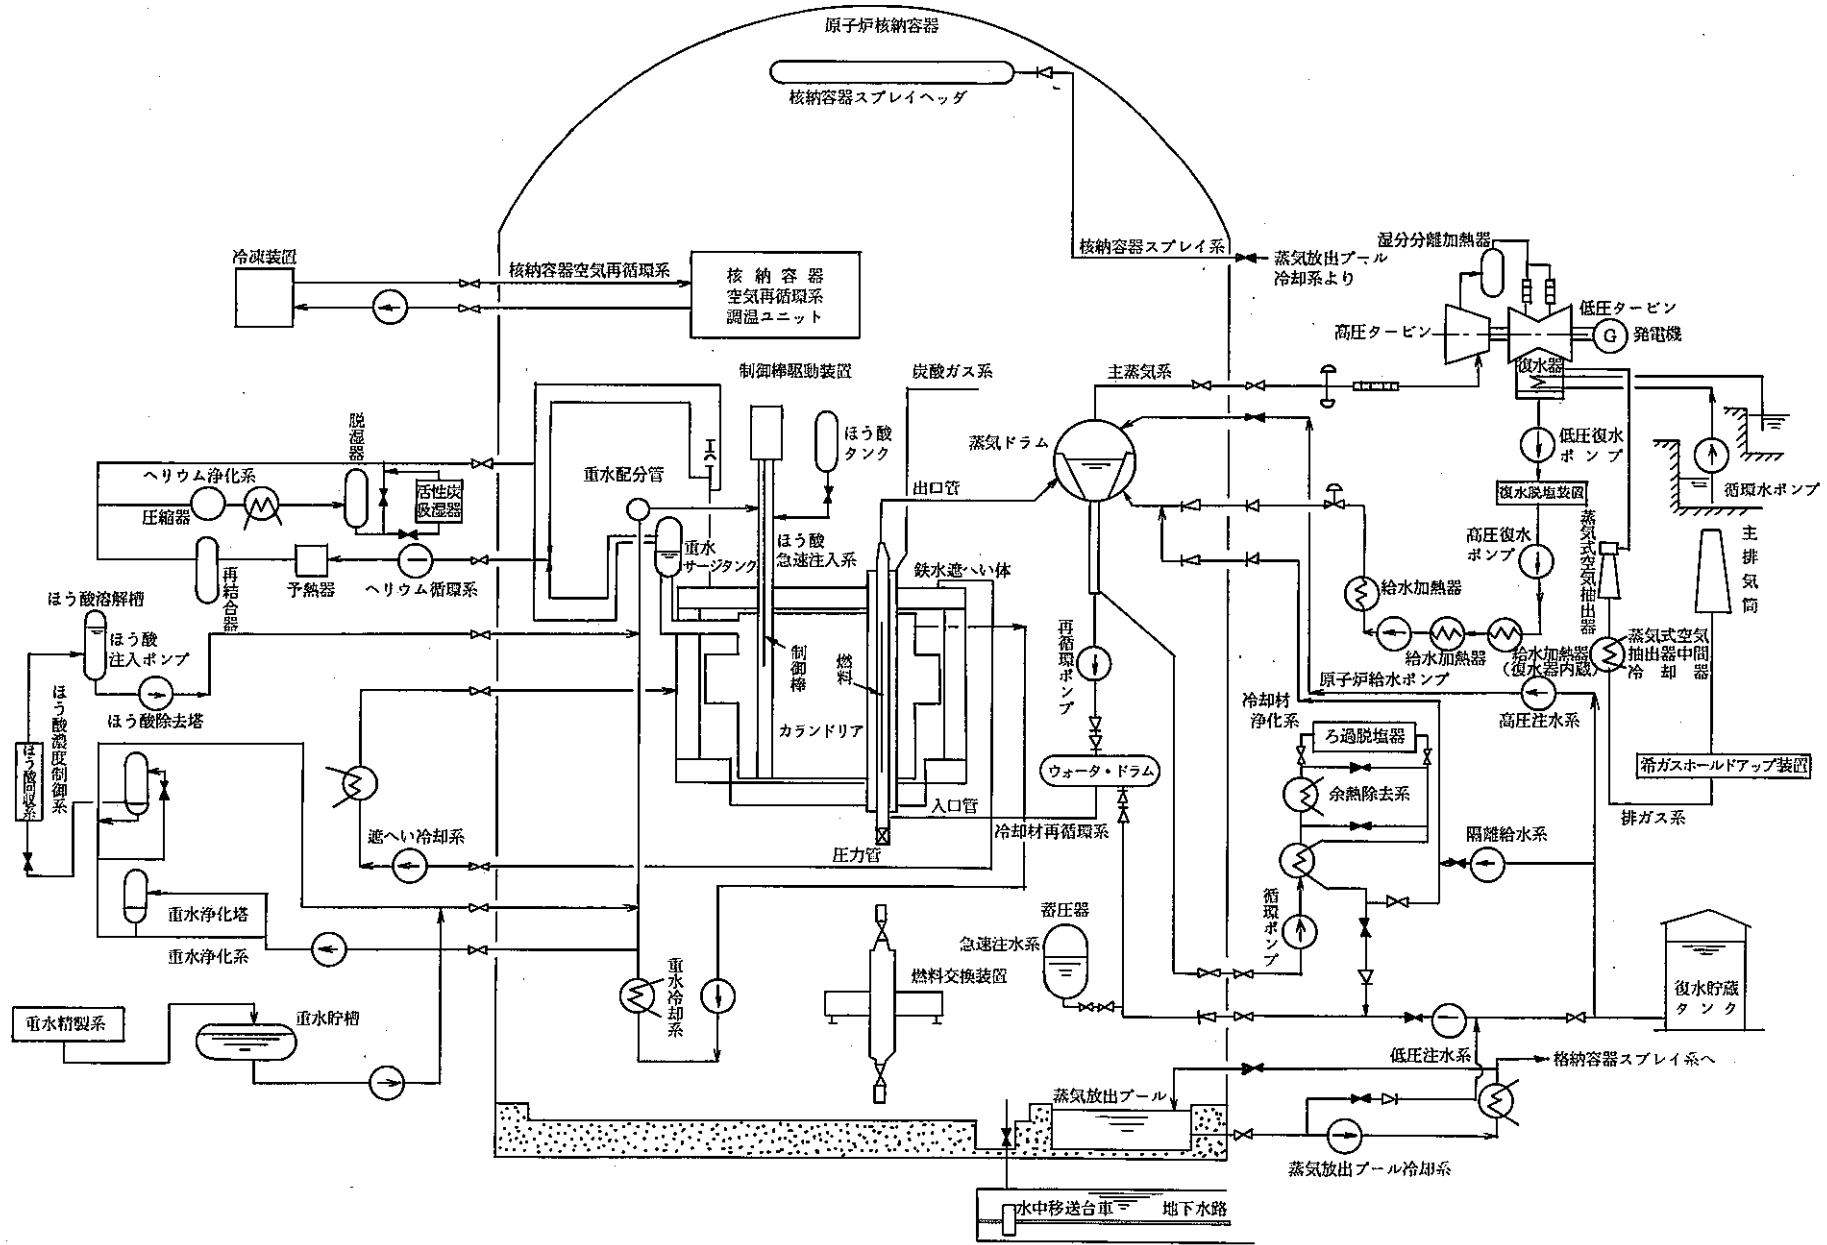 原子炉核納容器
核納容器スプレイヘッダ
冷凍装置
核納容器空気再循環系
核納容器
空気再循環系
調温ユニット
核納容器スプレイ系
蒸気放出プール
冷却系より
湿分分離加熱器
低圧タービン
高圧タービン
G
発電機
復水器
制御棒駆動装置
炭酸ガス系
主蒸気系
脱湿器
ほう酸
タンク
蒸気ドラム
低圧復水
ポンプ
循環水ポンプ
ヘリウム浄化系
圧縮器
活性炭
吸湿器
重水配分管
出口管
復水脱塩装置
重水
サージタンク
ほう酸
急速注入系
高圧復水
ポンプ
蒸気式空気抽出器
主排気筒
予熱器
ヘリウム循環系
再結合器
鉄水遮へい体
給水加熱器
ほう酸溶解槽
ほう酸
注入ポンプ
制御棒
燃料
再循環ポンプ
給水加熱器
給水加熱器
(復水器内蔵)
蒸気式空気
抽出器中間
冷却器
ほう酸除去塔
ほう酸濃度制御系
ほう酸回収系
カランドリア
原子炉給水ポンプ
高圧注水系
冷却材
浄化系
ろ過脱塩器
ウォータ・ドラム
希ガスホールドアップ装置
余熱除去系
入口管
冷却材再循環系
排ガス系
遮へい冷却系
圧力管
隔離給水系
重水浄化塔
重水浄化系
循環ポンプ
蓄圧器
急速注水系
燃料交換装置
重水冷却系
復水貯蔵
タンク
重水精製系
重水貯槽
低圧注水系
格納容器スプレイ系へ
蒸気放出プール
蒸気放出プール冷却系
水中移送台車
地下水路